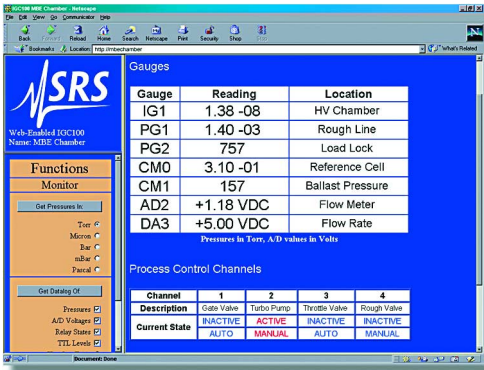 IGC100 MBE Chamber - Netscape
File Edit View Go Communicator Help
Back Forward Reload Home Search Netscape Print Security Shop Stop
Bookmarks Location: http://mbechamber What's Related
SRS
Web-Enabled IGC100
Name: MBE Chamber
Functions
Monitor
Get Pressures In:
Torr
Micron
Bar
mBar
Pascal
Get Datalog Of:
Pressures
A/D Voltages
Relay States
TTL Levels
Gauges
Gauge Reading Location
IG1 1.38 -08 HV Chamber
PG1 1.40 -03 Rough Line
PG2 757 Load Lock
CM0 3.10 -01 Reference Cell
CM1 157 Ballast Pressure
AD2 +1.18 VDC Flow Meter
DA3 +5.00 VDC Flow Rate
Pressures in Torr, A/D values in Volts
Process Control Channels
Channel 1 2 3 4
Description Gate Valve Turbo Pump Throttle Valve Rough Valve
Current State INACTIVE ACTIVE INACTIVE INACTIVE
AUTO MANUAL AUTO MANUAL
Document: Done